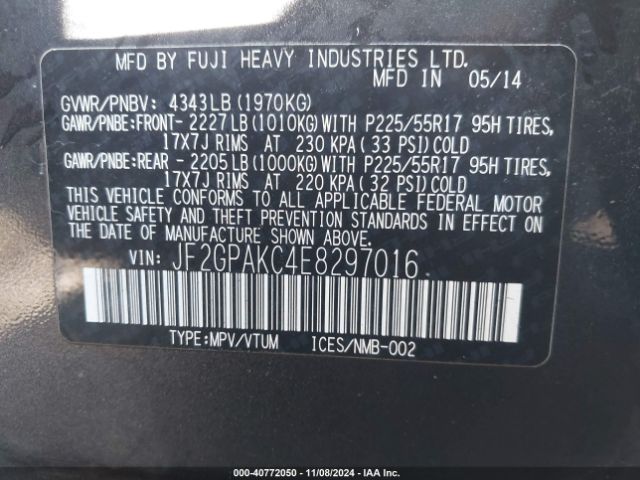 MFD BY FUJI HEAVY INDUSTRIES LTD.
MFD IN 05/14
GVWR/PNBV: 4343LB (1970KG)
GAWR/PNBE:FRONT- 2227LB (1010KG) WITH P225/55R17 95H TIRES,
17X7J RIMS AT 230 KPA ( 33 PSI) COLD
GAWR/PNBE:REAR - 2205LB (1000KG) WITH P225/55R17 95H TIRES,
17X7J RIMS AT 220 KPA ( 32 PSI) COLD
THIS VEHICLE CONFORMS TO ALL APPLICABLE FEDERAL MOTOR
VEHICLE SAFETY AND THEFT PREVENTION STANDARDS IN EFFECT ON
THE DATE OF MANUFACTURE SHOWN ABOVE.
VIN: JF2GPAKC4E8297016
TYPE:MPV/VTUM ICES/NMB-002
000-40772050 - 11/08/2024 - IAA, Inc.